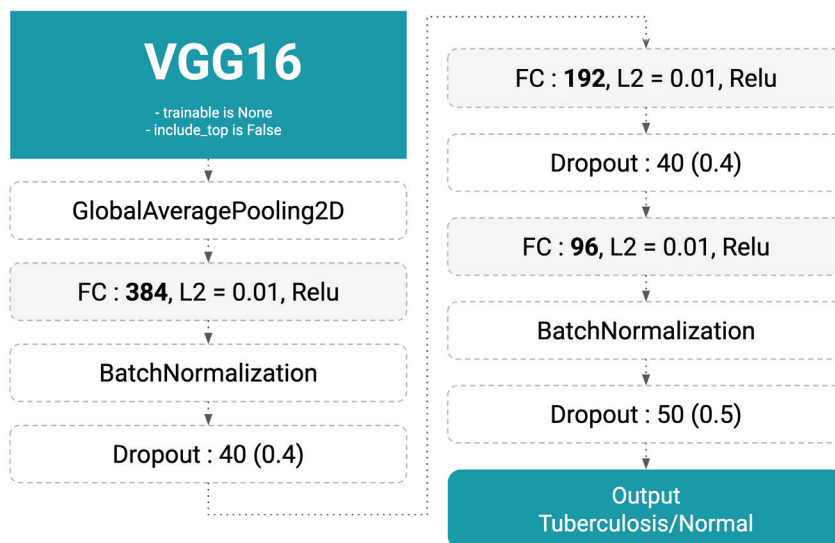 VGG16
- trainable is None
- include_top is False
GlobalAveragePooling2D
FC : 384, L2 = 0.01, Relu
BatchNormalization
Dropout : 40 (0.4)
FC : 192, L2 = 0.01, Relu
Dropout : 40 (0.4)
FC : 96, L2 = 0.01, Relu
BatchNormalization
Dropout : 50 (0.5)
Output
Tuberculosis/Normal